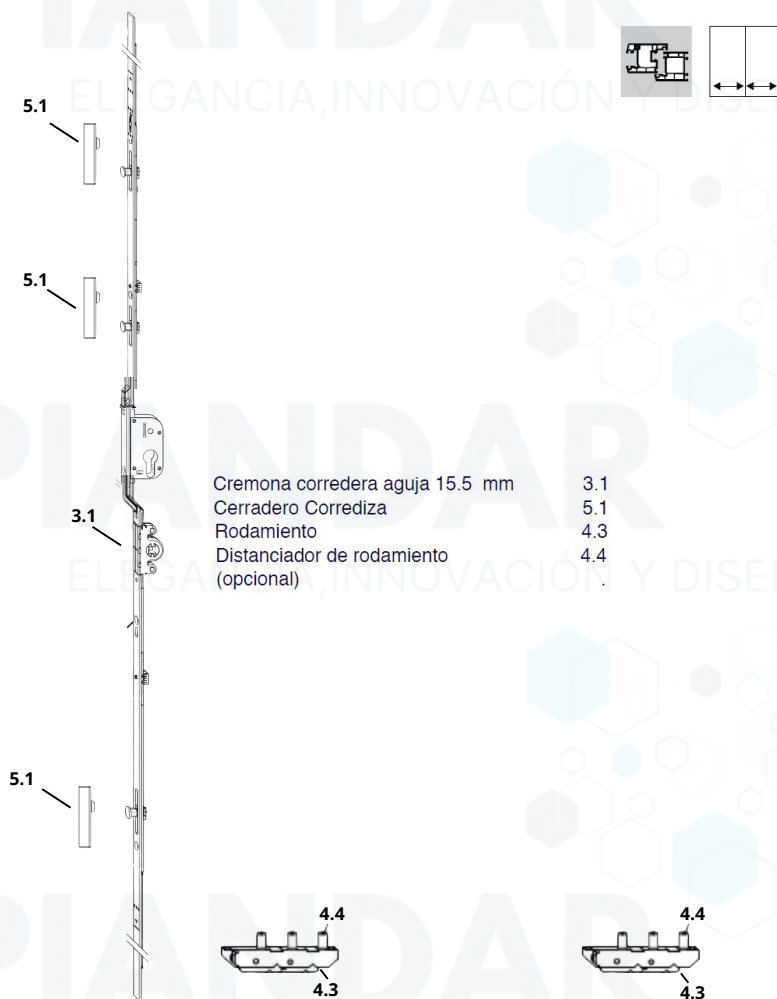 PIANDAR
ELEGANCIA,INNOVACIÓN Y DISE
5.1
5.1
PIANDAR
Cremona corredera aguja 15.5 mm 3.1
Cerradero Corrediza 5.1
Rodamiento 4.3
Distanciador de rodamiento 4.4
(opcional) .
3.1
ELEGANCIA,INNOVACIÓN Y DISE
5.1
PIANDAR
4.4
4.3
4.4
4.3